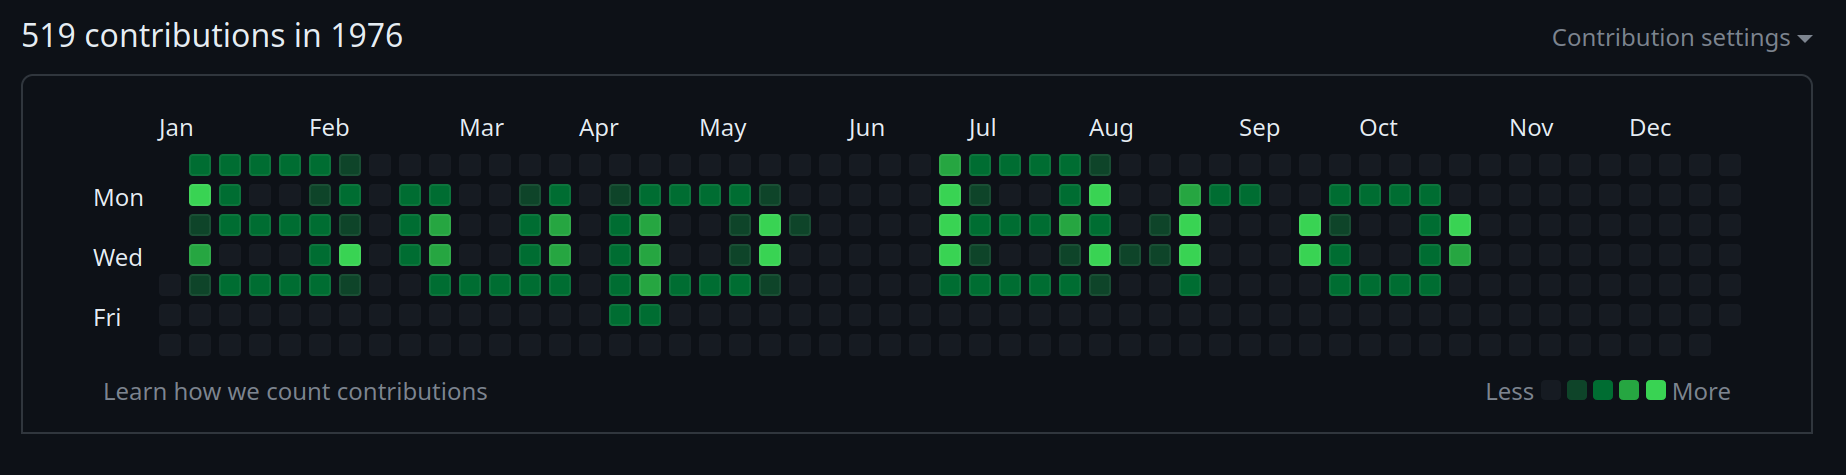 519 contributions in 1976
Contribution settings
Jan Feb Mar Apr May Jun Jul Aug Sep Oct Nov Dec
Mon
Wed
Fri
Learn how we count contributions
Less More